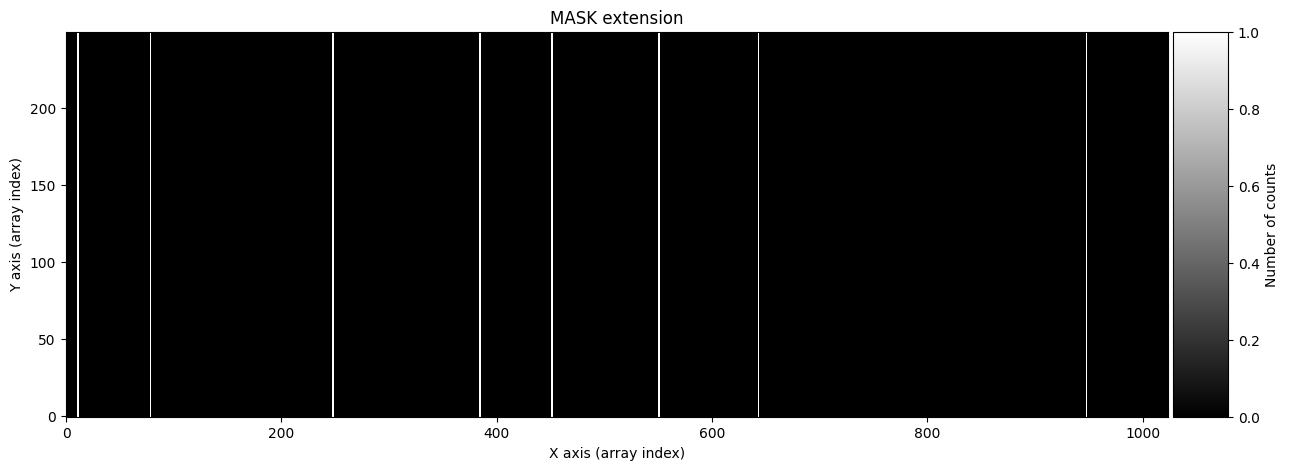 MASK extension
Y axis (array index)
200
150
100
50
0
0 200 400 600 800 1000
X axis (array index)
1.0
0.8
0.6
0.4
0.2
0.0
Number of counts